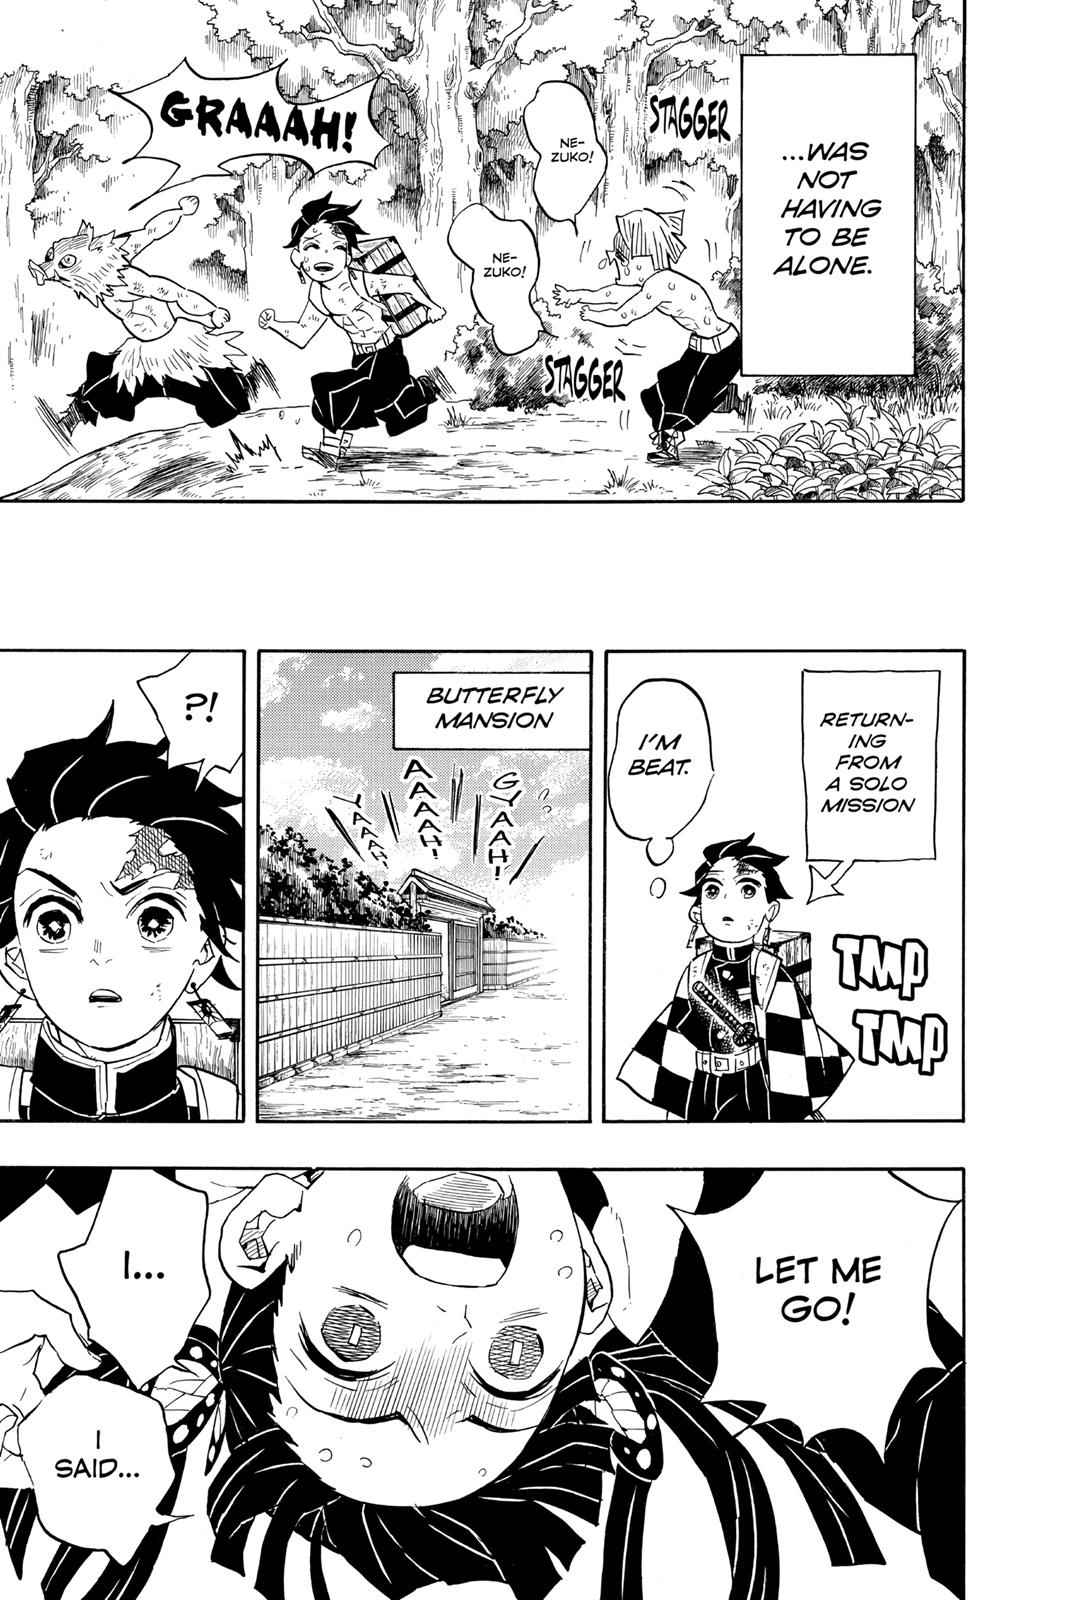 ...WAS
NOT
HAVING
TO BE
ALONE.
STAGGER
NE-
ZUKO!
NE-
ZUKO!
STAGGER
GRAAAH!
RETURN-
ING
FROM
A SOLO
MISSION
I'M
BEAT.
TMP
TMP
BUTTERFLY
MANSION
GYAAH!
AAAAH!
YAAAH!
?!
LET ME
GO!
I...
I
SAID...